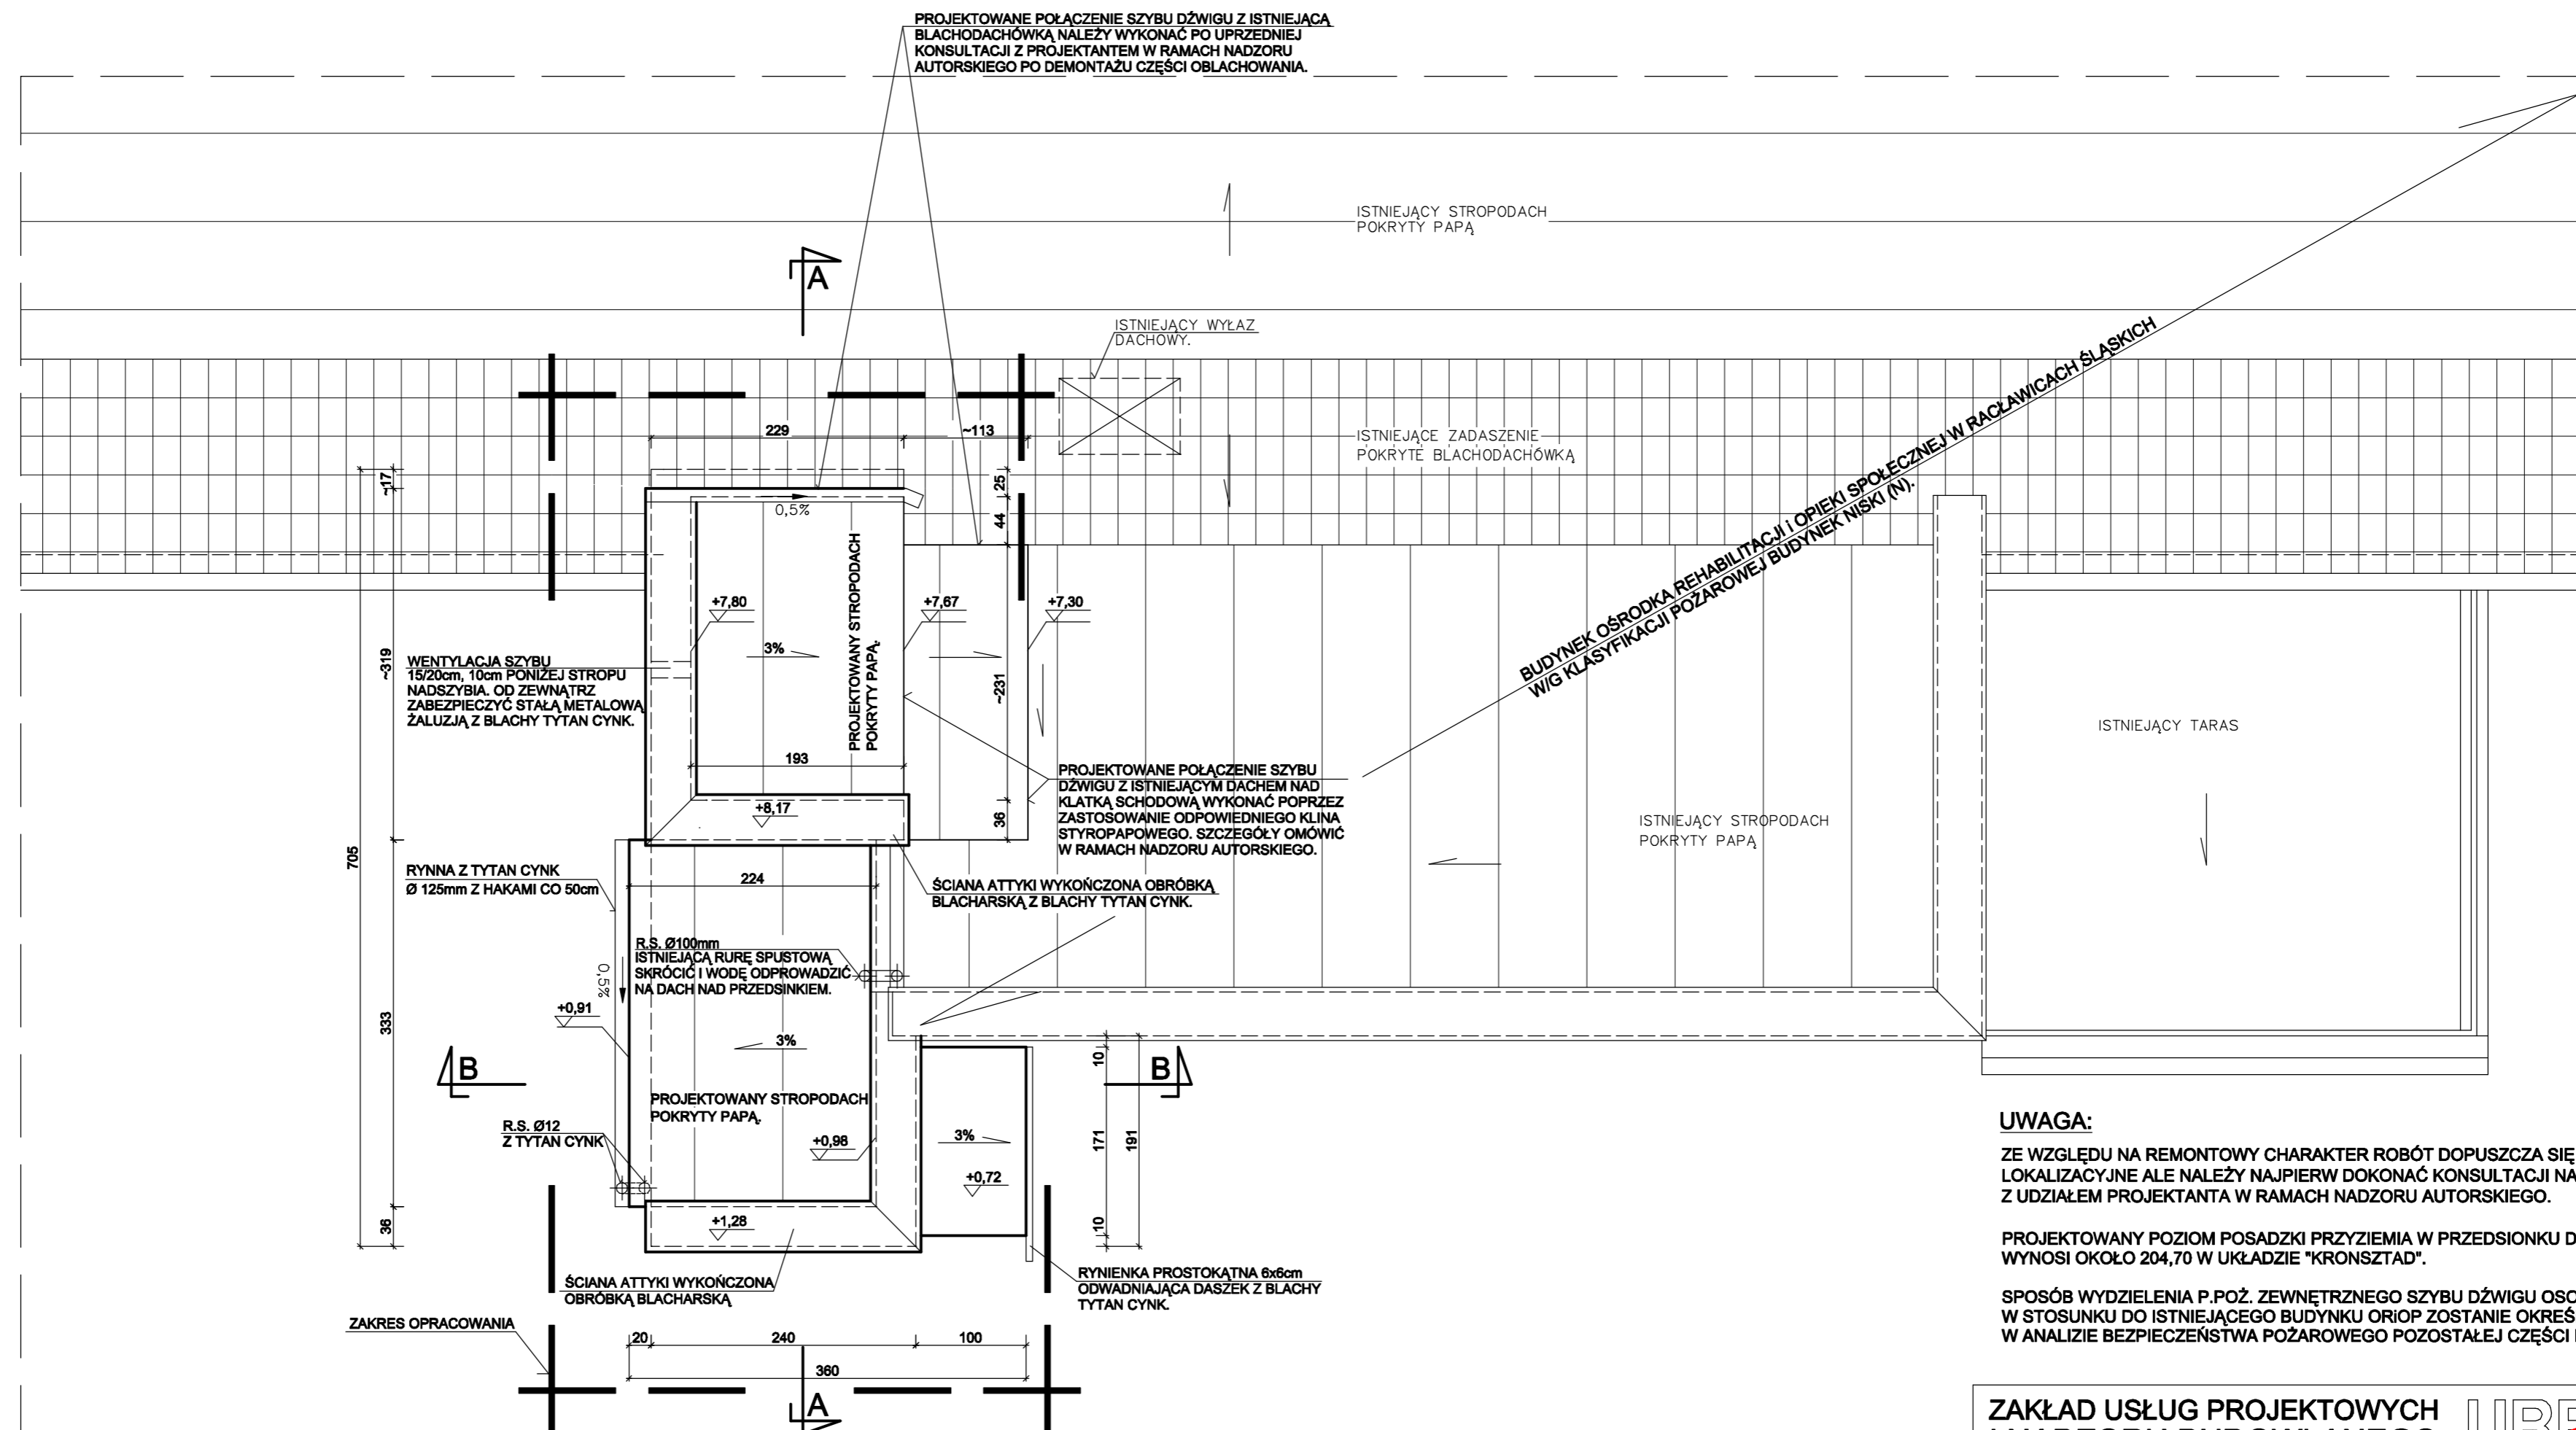 PROJEKTOWANE POŁĄCZENIE SZYBU DŹWIGU Z ISTNIEJĄCĄ
BLACHODACHÓWKĄ NALEŻY WYKONAĆ PO UPRZEDNIEJ
KONSULTACJI Z PROJEKTANTEM W RAMACH NADZORU
AUTORSKIEGO PO DEMONTAŻU CZĘŚCI OBLACHOWANIA.
ISTNIEJĄCY STROPODACH
POKRYTY PAPĄ
A
ISTNIEJĄCY WYŁAZ
DACHOWY.
229
~113
ISTNIEJĄCE ZADASZENIE
POKRYTE BLACHODACHÓWKĄ
BUDYNEK OŚRODKA REHABILITACJI i OPIEKI SPOŁECZNEJ W RACŁAWICACH ŚLĄSKICH
W/G KLASYFIKACJI POŻAROWEJ BUDYNEK NISKI (N).
~17
25
44
0,5%
PROJEKTOWANY STROPODACH
POKRYTY PAPĄ.
+7,80
+7,67
+7,30
3%
~319
~231
WENTYLACJA SZYBU
15/20cm, 10cm PONIŻEJ STROPU
NADSZYBIA. OD ZEWNĄTRZ
ZABEZPIECZYĆ STAŁĄ METALOWĄ
ŻALUZJĄ Z BLACHY TYTAN CYNK.
ISTNIEJĄCY TARAS
193
PROJEKTOWANE POŁĄCZENIE SZYBU
DŹWIGU Z ISTNIEJĄCYM DACHEM NAD
KLATKĄ SCHODOWĄ WYKONAĆ POPRZEZ
ZASTOSOWANIE ODPOWIEDNIEGO KLINA
STYROPAPOWEGO. SZCZEGÓŁY OMÓWIĆ
W RAMACH NADZORU AUTORSKIEGO.
+8,17
36
ISTNIEJĄCY STROPODACH
POKRYTY PAPĄ
705
RYNNA Z TYTAN CYNK
Ø 125mm Z HAKAMI CO 50cm
224
ŚCIANA ATTYKI WYKOŃCZONA OBRÓBKĄ
BLACHARSKĄ Z BLACHY TYTAN CYNK.
R.S. Ø100mm
ISTNIEJĄCĄ RURĘ SPUSTOWĄ
SKRÓCIĆ I WODĘ ODPROWADZIĆ
NA DACH NAD PRZEDSINKIEM.
0,5%
+0,91
333
3%
B
B
10
171
191
10
PROJEKTOWANY STROPODACH
POKRYTY PAPĄ.
R.S. Ø12
Z TYTAN CYNK
+0,98
3%
+0,72
36
+1,28
ŚCIANA ATTYKI WYKOŃCZONA
OBRÓBKĄ BLACHARSKĄ
RYNIENKA PROSTOKĄTNA 6x6cm
ODWADNIAJĄCA DASZEK Z BLACHY
TYTAN CYNK.
ZAKRES OPRACOWANIA
20
240
100
360
A
UWAGA:
ZE WZGLĘDU NA REMONTOWY CHARAKTER ROBÓT DOPUSZCZA SIĘ
LOKALIZACYJNE ALE NALEŻY NAJPIERW DOKONAĆ KONSULTACJI NA
Z UDZIAŁEM PROJEKTANTA W RAMACH NADZORU AUTORSKIEGO.
PROJEKTOWANY POZIOM POSADZKI PRZYZIEMIA W PRZEDSIONKU D
WYNOSI OKOŁO 204,70 W UKŁADZIE "KRONSZTAD".
SPOSÓB WYDZIELENIA P.POŻ. ZEWNĘTRZNEGO SZYBU DŹWIGU OSO
W STOSUNKU DO ISTNIEJĄCEGO BUDYNKU ORiOP ZOSTANIE OKREŚ
W ANALIZIE BEZPIECZEŃSTWA POŻAROWEGO POZOSTAŁEJ CZĘŚCI
ZAKŁAD USŁUG PROJEKTOWYCH